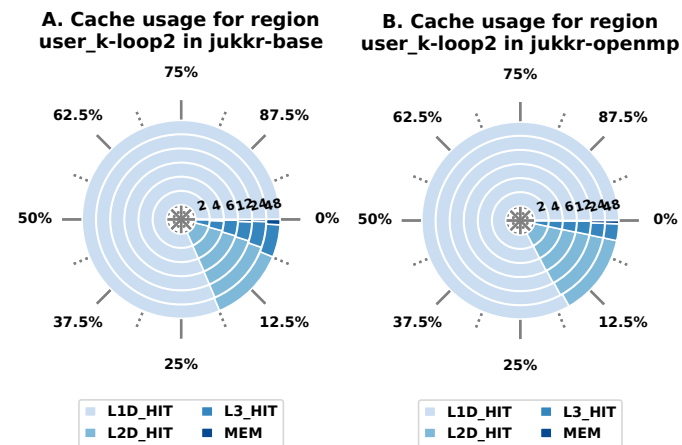 A. Cache usage for region
user_k-loop2 in jukkr-base
75%
62.5%
87.5%
2 4 6 12 24 48
50%
0%
37.5%
12.5%
25%
L1D_HIT
L3_HIT
L2D_HIT
MEM
B. Cache usage for region
user_k-loop2 in jukkr-openmp
75%
62.5%
87.5%
2 4 6 12 24 48
50%
0%
37.5%
12.5%
25%
L1D_HIT
L3_HIT
L2D_HIT
MEM